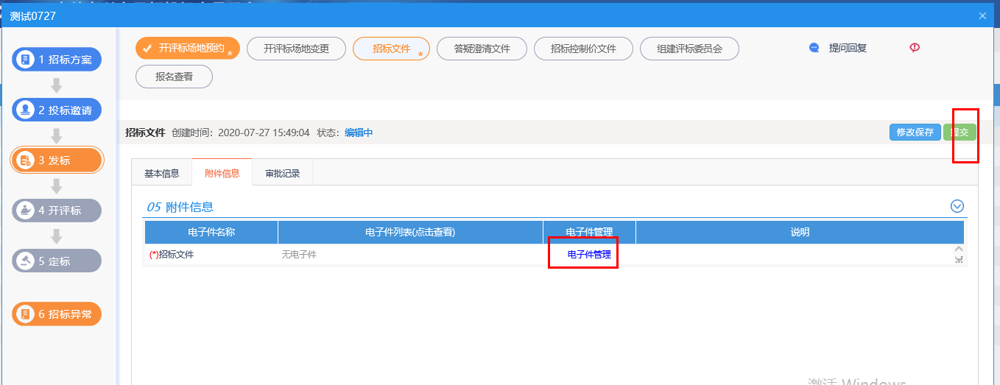 测试0727
1 招标方案
2 投标邀请
3 发标
4 开评标
5 定标
6 招标异常
开评标场地预约 *
开评标场地变更
招标文件 *
答疑澄清文件
招标控制价文件
组建评标委员会
提问回复
报名查看
招标文件 创建时间：2020-07-27 15:49:04 状态：编辑中
修改保存
提交
基本信息
附件信息
审批记录
05 附件信息
电子件名称 电子件列表(点击查看) 电子件管理 说明
(*)招标文件 无电子件 电子件管理
激活 Windows